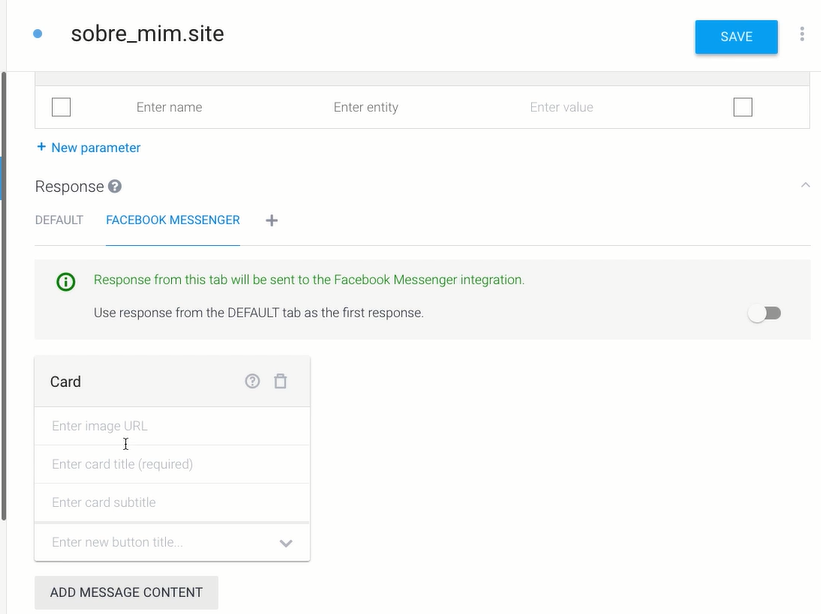 sobre_mim.site
SAVE
Enter name Enter entity Enter value
+ New parameter
Response ?
DEFAULT FACEBOOK MESSENGER +
Response from this tab will be sent to the Facebook Messenger integration.
Use response from the DEFAULT tab as the first response.
Card ?
Enter image URL
Enter card title (required)
Enter card subtitle
Enter new button title...
ADD MESSAGE CONTENT